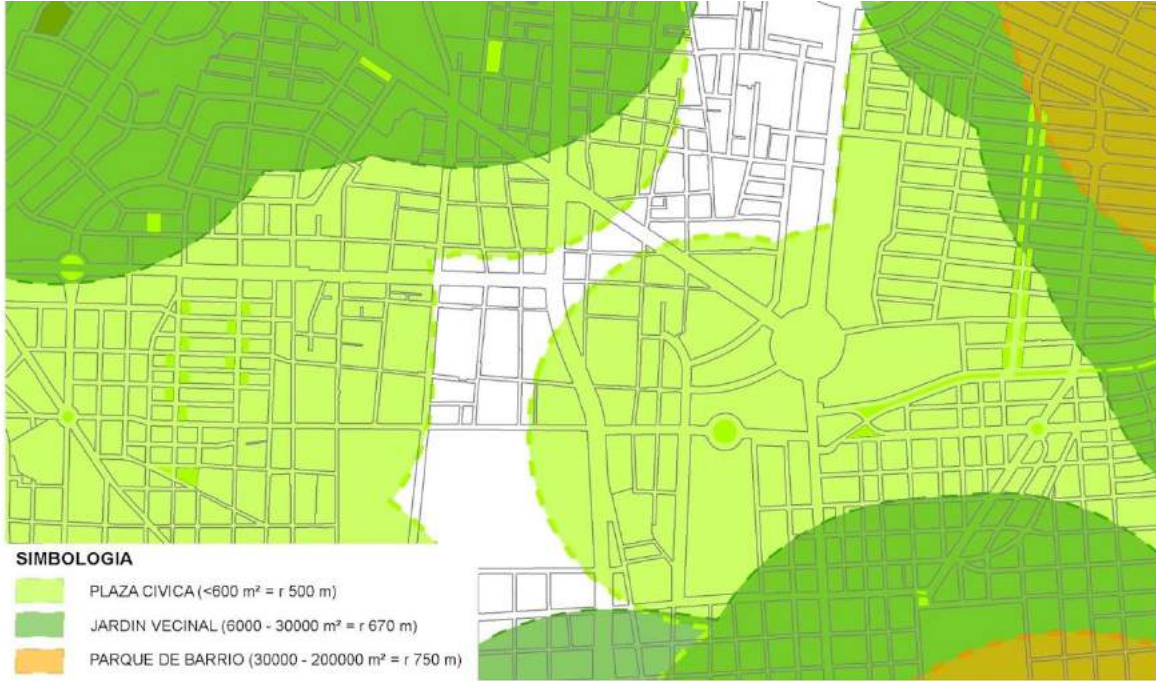 SIMBOLOGIA
PLAZA CIVICA (<600 m² = r 500 m)
JARDIN VECINAL (6000 - 30000 m² = r 670 m)
PARQUE DE BARRIO (30000 - 200000 m² = r 750 m)